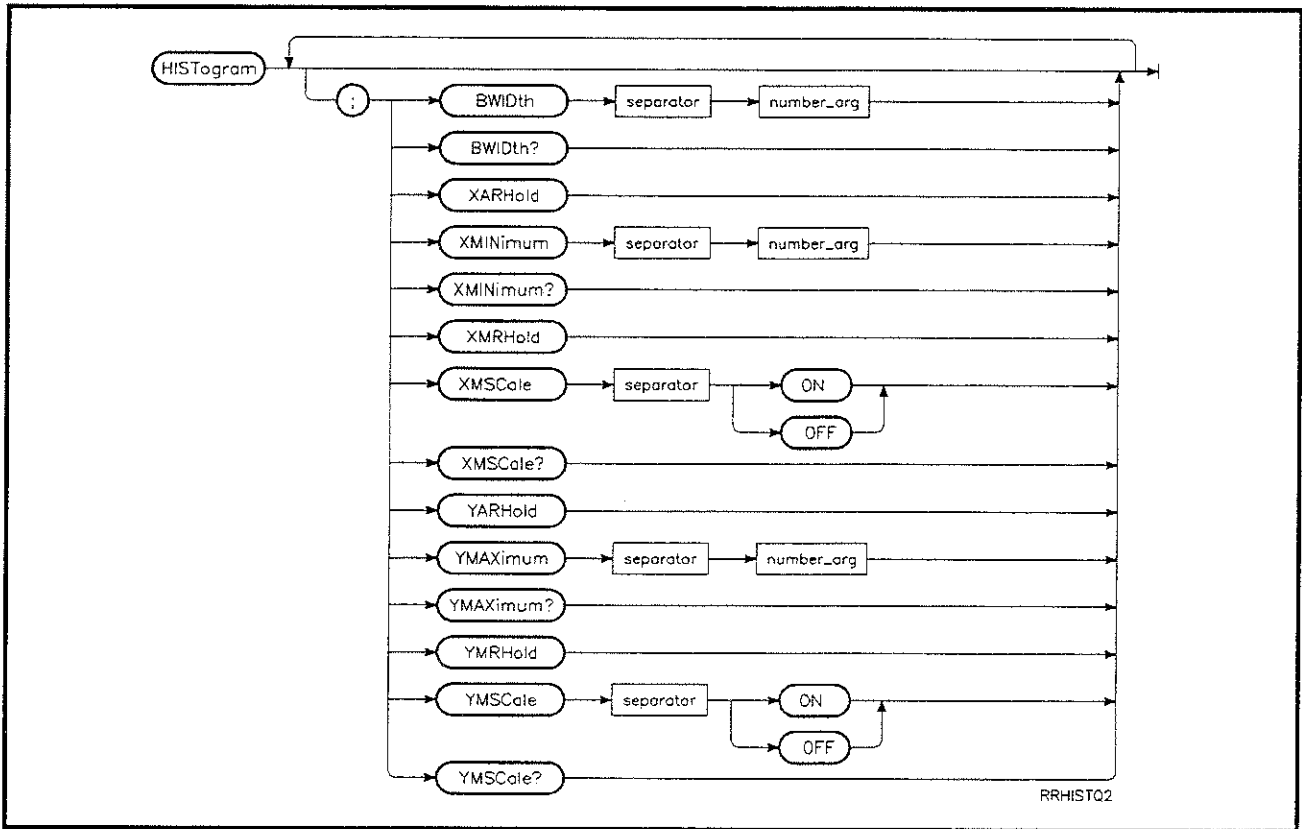 HISTogram
;
BWIDth separator number_arg
BWIDth?
XARHold
XMINimum separator number_arg
XMINimum?
XMRHold
XMSCale separator ON
OFF
XMSCale?
YARHold
YMAXimum separator number_arg
YMAXimum?
YMRHold
YMSCale separator ON
OFF
YMSCale?
RRHISTQ2